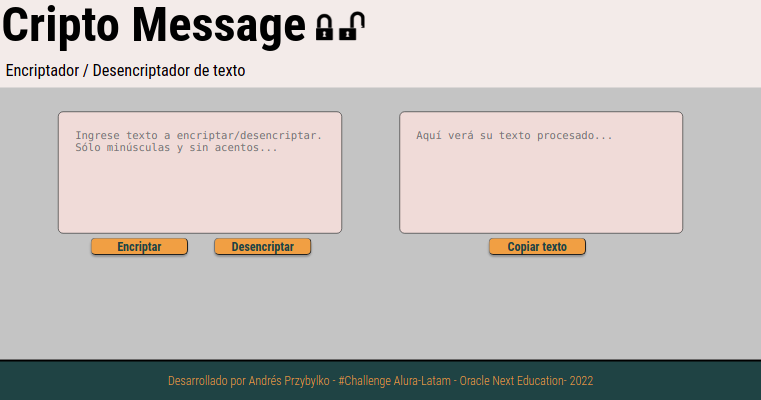 Cripto Message
Encriptador / Desencriptador de texto
Ingrese texto a encriptar/desencriptar.
Sólo minúsculas y sin acentos...
Aquí verá su texto procesado...
Encriptar
Desencriptar
Copiar texto
Desarrollado por Andrés Przybylko - #Challenge Alura-Latam - Oracle Next Education- 2022